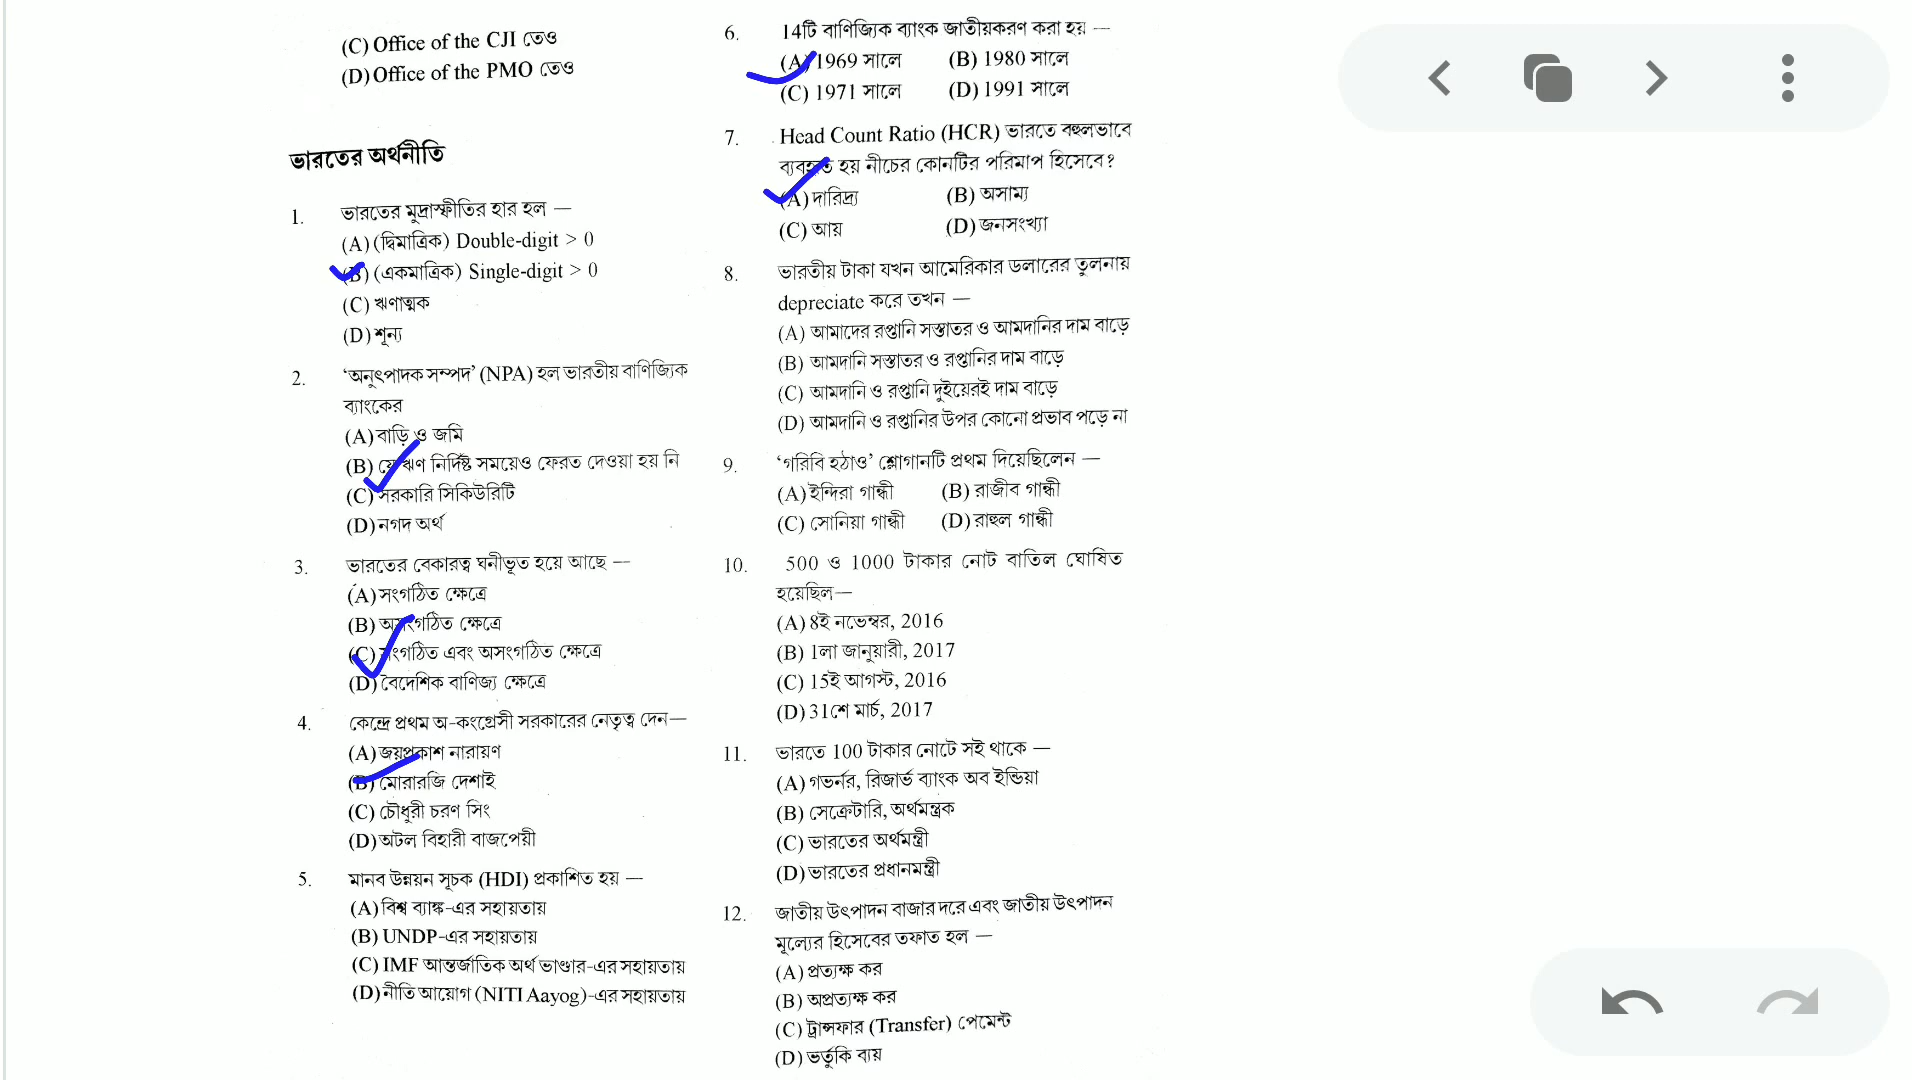 (C) Office of the CJI তেও
(D) Office of the PMO তেও
ভারতের অর্থনীতি
1. ভারতের মুদ্রাস্ফীতির হার হল —
(A) (দ্বিমাত্রিক) Double-digit > 0
(B) (একমাত্রিক) Single-digit > 0
(C) ঋণাত্মক
(D) শূন্য
2. ‘অনুৎপাদক সম্পদ’ (NPA) হল ভারতীয় বাণিজ্যিক
ব্যাংকের
(A) বাড়ি ও জমি
(B) যে ঋণ নির্দিষ্ট সময়েও ফেরত দেওয়া হয় নি
(C) সরকারি সিকিউরিটি
(D) নগদ অর্থ
3. ভারতের বেকারত্ব ঘনীভূত হয়ে আছে —
(A) সংগঠিত ক্ষেত্রে
(B) অসংগঠিত ক্ষেত্রে
(C) সংগঠিত এবং অসংগঠিত ক্ষেত্রে
(D) বৈদেশিক বাণিজ্য ক্ষেত্রে
4. কেন্দ্রে প্রথম অ-কংগ্রেসী সরকারের নেতৃত্ব দেন—
(A) জয়প্রকাশ নারায়ণ
(B) মোরারজি দেশাই
(C) চৌধুরী চরণ সিং
(D) অটল বিহারী বাজপেয়ী
5. মানব উন্নয়ন সূচক (HDI) প্রকাশিত হয় —
(A) বিশ্ব ব্যাঙ্ক-এর সহায়তায়
(B) UNDP-এর সহায়তায়
(C) IMF আন্তর্জাতিক অর্থ ভাণ্ডার-এর সহায়তায়
(D) নীতি আয়োগ (NITI Aayog)-এর সহায়তায়
6. 14টি বাণিজ্যিক ব্যাংক জাতীয়করণ করা হয় —
(A) 1969 সালে (B) 1980 সালে
(C) 1971 সালে (D) 1991 সালে
7. Head Count Ratio (HCR) ভারতে বহুলভাবে
ব্যবহৃত হয় নীচের কোনটির পরিমাপ হিসেবে?
(A) দারিদ্র্য (B) অসাম্য
(C) আয় (D) জনসংখ্যা
8. ভারতীয় টাকা যখন আমেরিকার ডলারের তুলনায়
depreciate করে তখন —
(A) আমাদের রপ্তানি সস্তাতর ও আমদানির দাম বাড়ে
(B) আমদানি সস্তাতর ও রপ্তানির দাম বাড়ে
(C) আমদানি ও রপ্তানি দুইয়েরই দাম বাড়ে
(D) আমদানি ও রপ্তানির উপর কোনো প্রভাব পড়ে না
9. ‘গরিবি হঠাও’ শ্লোগানটি প্রথম দিয়েছিলেন —
(A) ইন্দিরা গান্ধী (B) রাজীব গান্ধী
(C) সোনিয়া গান্ধী (D) রাহুল গান্ধী
10. 500 ও 1000 টাকার নোট বাতিল ঘোষিত
হয়েছিল—
(A) 8ই নভেম্বর, 2016
(B) 1লা জানুয়ারী, 2017
(C) 15ই আগস্ট, 2016
(D) 31শে মার্চ, 2017
11. ভারতে 100 টাকার নোটে সই থাকে —
(A) গভর্নর, রিজার্ভ ব্যাংক অব ইন্ডিয়া
(B) সেক্রেটারি, অর্থমন্ত্রক
(C) ভারতের অর্থমন্ত্রী
(D) ভারতের প্রধানমন্ত্রী
12. জাতীয় উৎপাদন বাজার দরে এবং জাতীয় উৎপাদন
মূল্যের হিসেবের তফাত হল —
(A) প্রত্যক্ষ কর
(B) অপ্রত্যক্ষ কর
(C) ট্রান্সফার (Transfer) পেমেন্ট
(D) ভর্তুকি ব্যয়